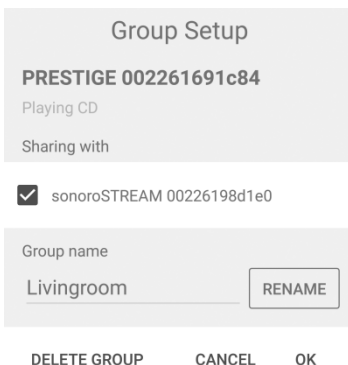 Group Setup
PRESTIGE 002261691c84
Playing CD
Sharing with
sonoroSTREAM 00226198d1e0
Group name
Livingroom
RENAME
DELETE GROUP CANCEL OK